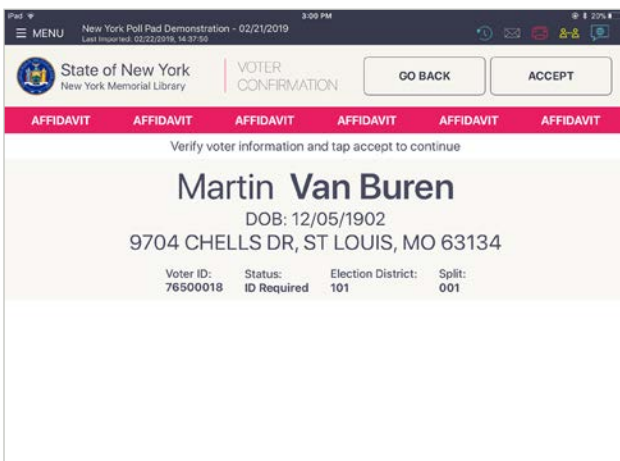 iPad 3:00 PM 20%
MENU New York Poll Pad Demonstration - 02/21/2019
Last Imported: 02/22/2019, 14:37:50
State of New York
New York Memorial Library
VOTER
CONFIRMATION
GO BACK
ACCEPT
AFFIDAVIT AFFIDAVIT AFFIDAVIT AFFIDAVIT AFFIDAVIT AFFIDAVIT
Verify voter information and tap accept to continue
Martin Van Buren
DOB: 12/05/1902
9704 CHELLS DR, ST LOUIS, MO 63134
Voter ID: Status: Election District: Split:
76500018 ID Required 101 001